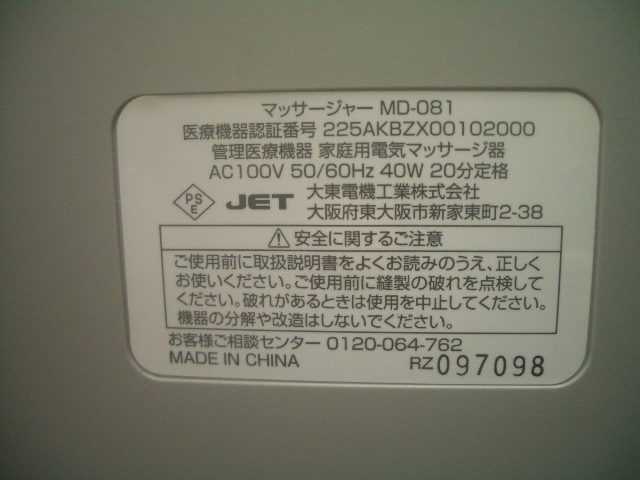 マッサージャー MD-081
医療機器認証番号 225AKBZX00102000
管理医療機器 家庭用電気マッサージ器
AC100V 50/60Hz 40W 20分定格
PSE JET 大東電機工業株式会社
大阪府東大阪市新家東町2-38
安全に関するご注意
ご使用前に取扱説明書をよくお読みのうえ、正しく
お使いください。ご使用前に縫製の破れを点検して
ください。破れがあるときは使用を中止してください。
機器の分解や改造はしないでください。
お客様ご相談センター 0120-064-762
MADE IN CHINA RZ097098